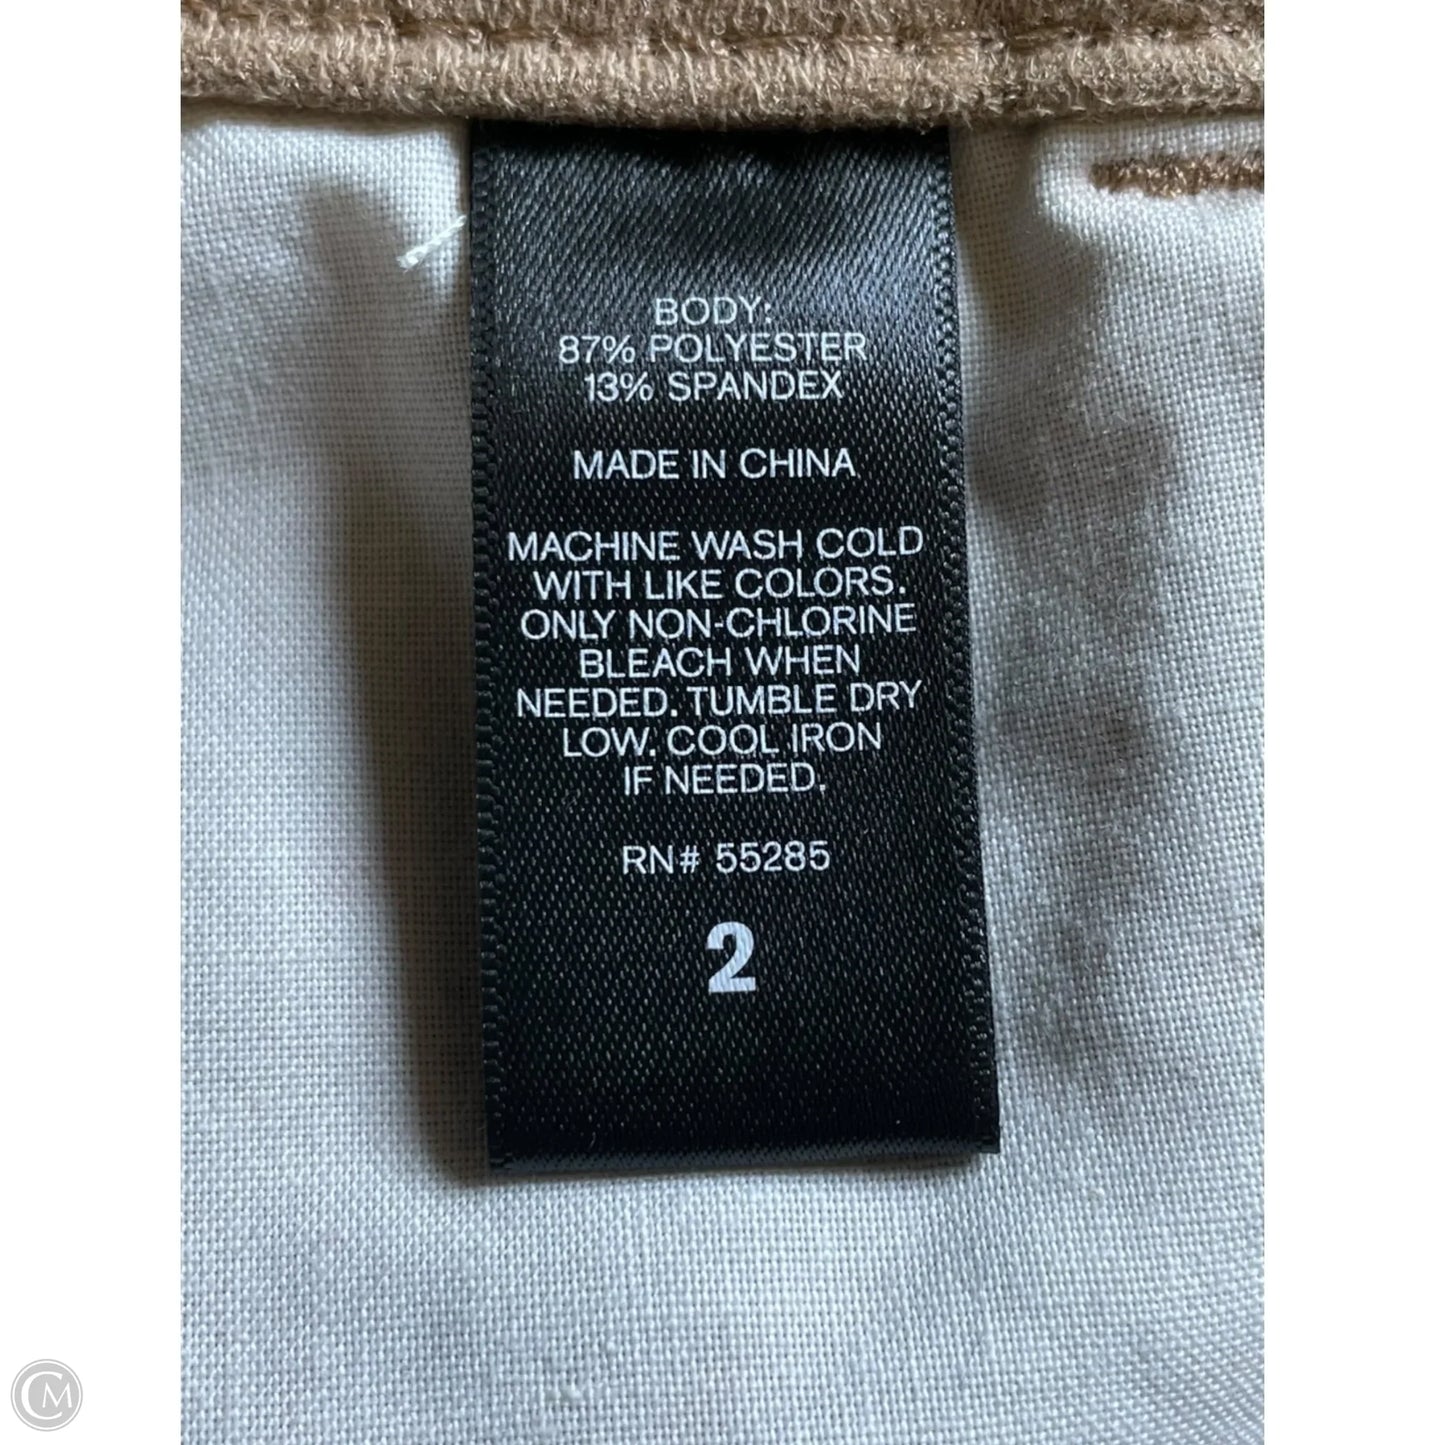 BODY:
87% POLYESTER
13% SPANDEX
MADE IN CHINA
MACHINE WASH COLD
WITH LIKE COLORS.
ONLY NON-CHLORINE
BLEACH WHEN
NEEDED. TUMBLE DRY
LOW. COOL IRON
IF NEEDED.
RN# 55285
2
CM